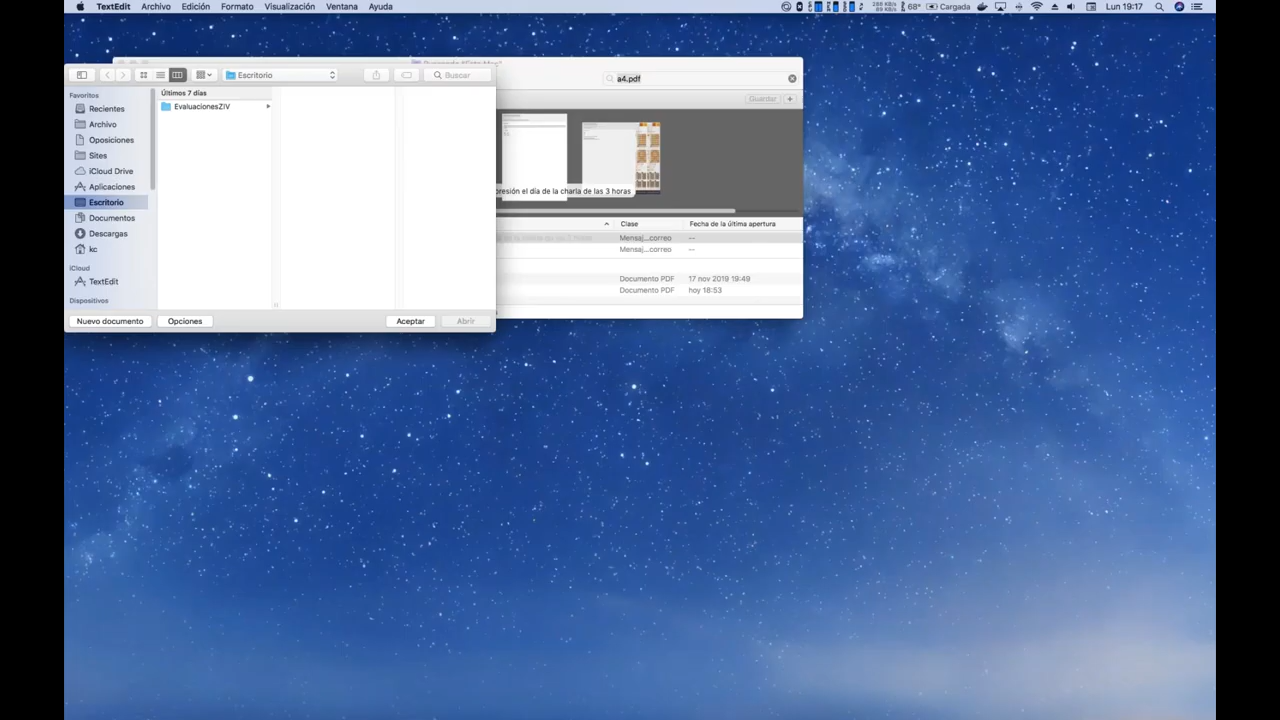 TextEdit Archivo Edición Formato Visualización Ventana Ayuda 68° Cargada Lun 19:17
Escritorio Buscar
a4.pdf
Favoritos
Recientes
Archivo
Oposiciones
Sites
iCloud Drive
Aplicaciones
Escritorio
Documentos
Descargas
kc
iCloud
TextEdit
Dispositivos
Últimos 7 días
EvaluacionesZIV
Nuevo documento Opciones Aceptar Abrir
Guardar +
presión el día de la charla de las 3 horas
Clase Fecha de la última apertura
Mensaj...correo --
Mensaj...correo --
Documento PDF 17 nov 2019 19:49
Documento PDF hoy 18:53